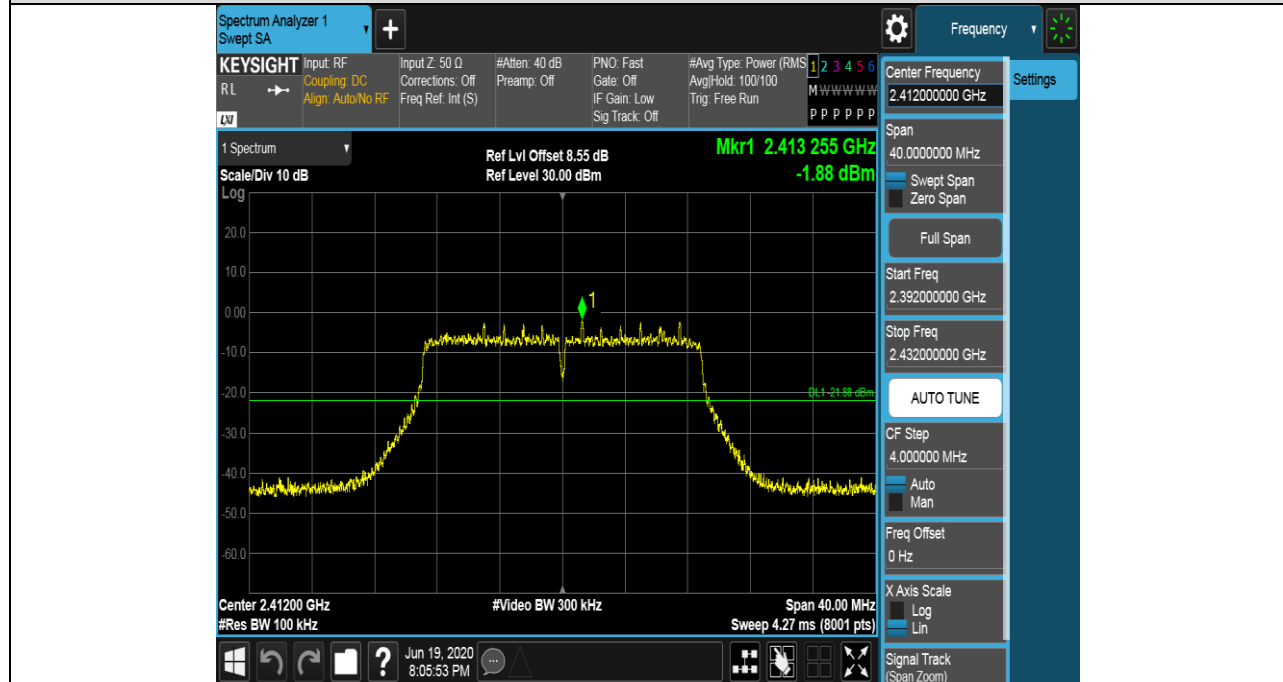 Spectrum Analyzer 1
Swept SA
+
Frequency
KEYSIGHT
RL
LXI
Input: RF
Coupling: DC
Align: Auto/No RF
Input Z: 50 Ω
Corrections: Off
Freq Ref: Int (S)
#Atten: 40 dB
Preamp: Off
PNO: Fast
Gate: Off
IF Gain: Low
Sig Track: Off
#Avg Type: Power (RMS
Avg|Hold: 100/100
Trig: Free Run
1 2 3 4 5 6
M W W W W W
P P P P P P
1 Spectrum
Scale/Div 10 dB
Ref Lvl Offset 8.55 dB
Ref Level 30.00 dBm
Mkr1 2.413 255 GHz
-1.88 dBm
Log
20.0
10.0
0.00
-10.0
-20.0
-30.0
-40.0
-50.0
-60.0
1
DL1 -21.88 dBm
Center 2.41200 GHz
#Res BW 100 kHz
#Video BW 300 kHz
Span 40.00 MHz
Sweep 4.27 ms (8001 pts)
?
Jun 19, 2020
8:05:53 PM
Center Frequency
2.412000000 GHz
Settings
Span
40.0000000 MHz
Swept Span
Zero Span
Full Span
Start Freq
2.392000000 GHz
Stop Freq
2.432000000 GHz
AUTO TUNE
CF Step
4.000000 MHz
Auto
Man
Freq Offset
0 Hz
X Axis Scale
Log
Lin
Signal Track
(Span Zoom)